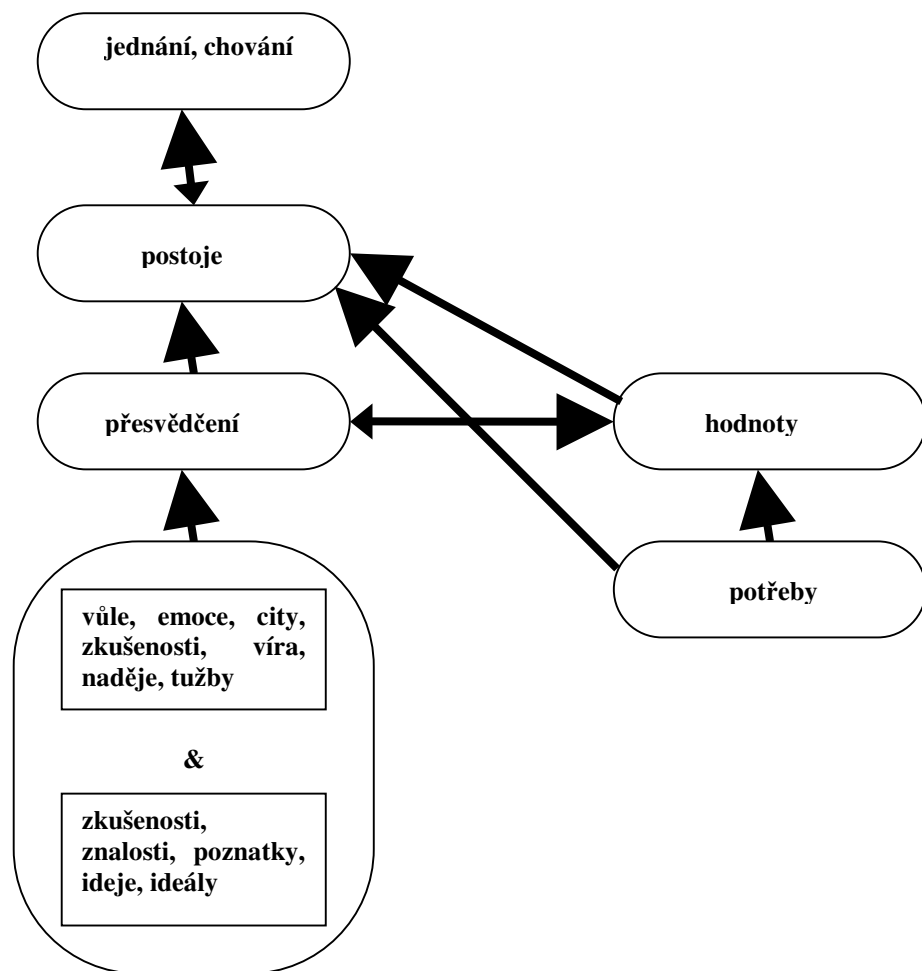 jednání, chování
postoje
přesvědčení
hodnoty
potřeby
vůle, emoce, city,
zkušenosti, víra,
naděje, tužby
&
zkušenosti,
znalosti, poznatky,
ideje, ideály